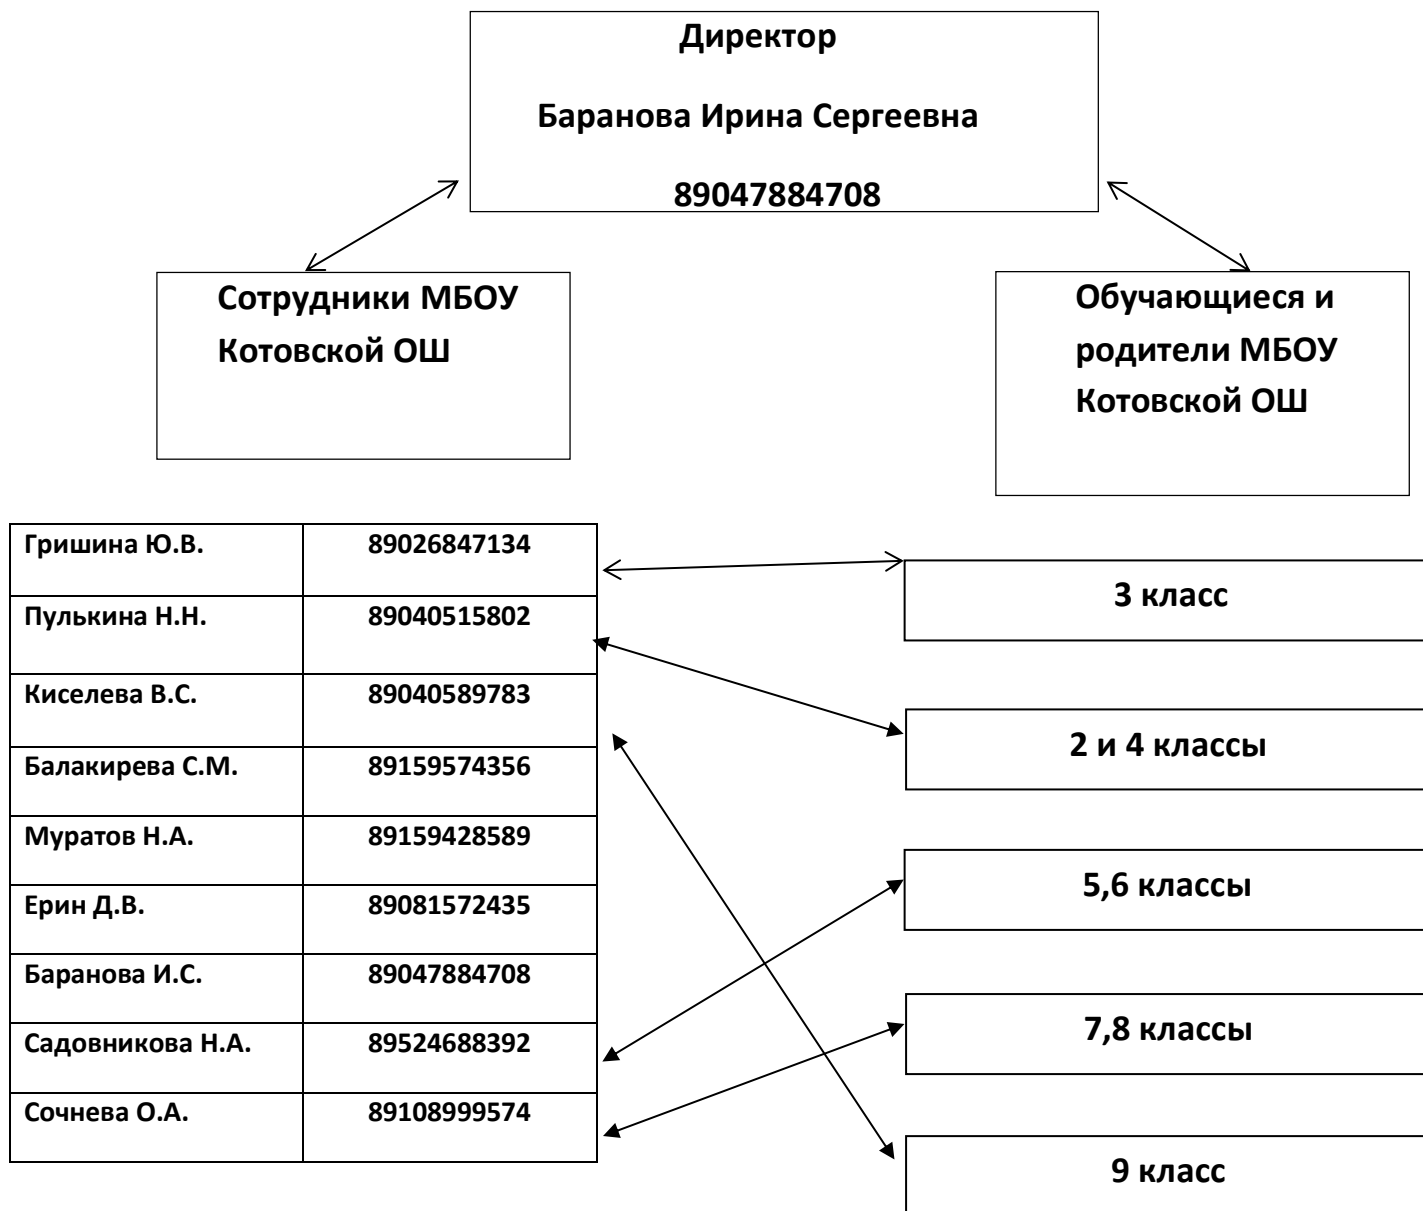 Директор
Баранова Ирина Сергеевна
89047884708
Сотрудники МБОУ
Котовской ОШ
Обучающиеся и
родители МБОУ
Котовской ОШ
Гришина Ю.В. 89026847134
Пулькина Н.Н. 89040515802
Киселева В.С. 89040589783
Балакирева С.М. 89159574356
Муратов Н.А. 89159428589
Ерин Д.В. 89081572435
Баранова И.С. 89047884708
Садовникова Н.А. 89524688392
Сочнева О.А. 89108999574
3 класс
2 и 4 классы
5,6 классы
7,8 классы
9 класс